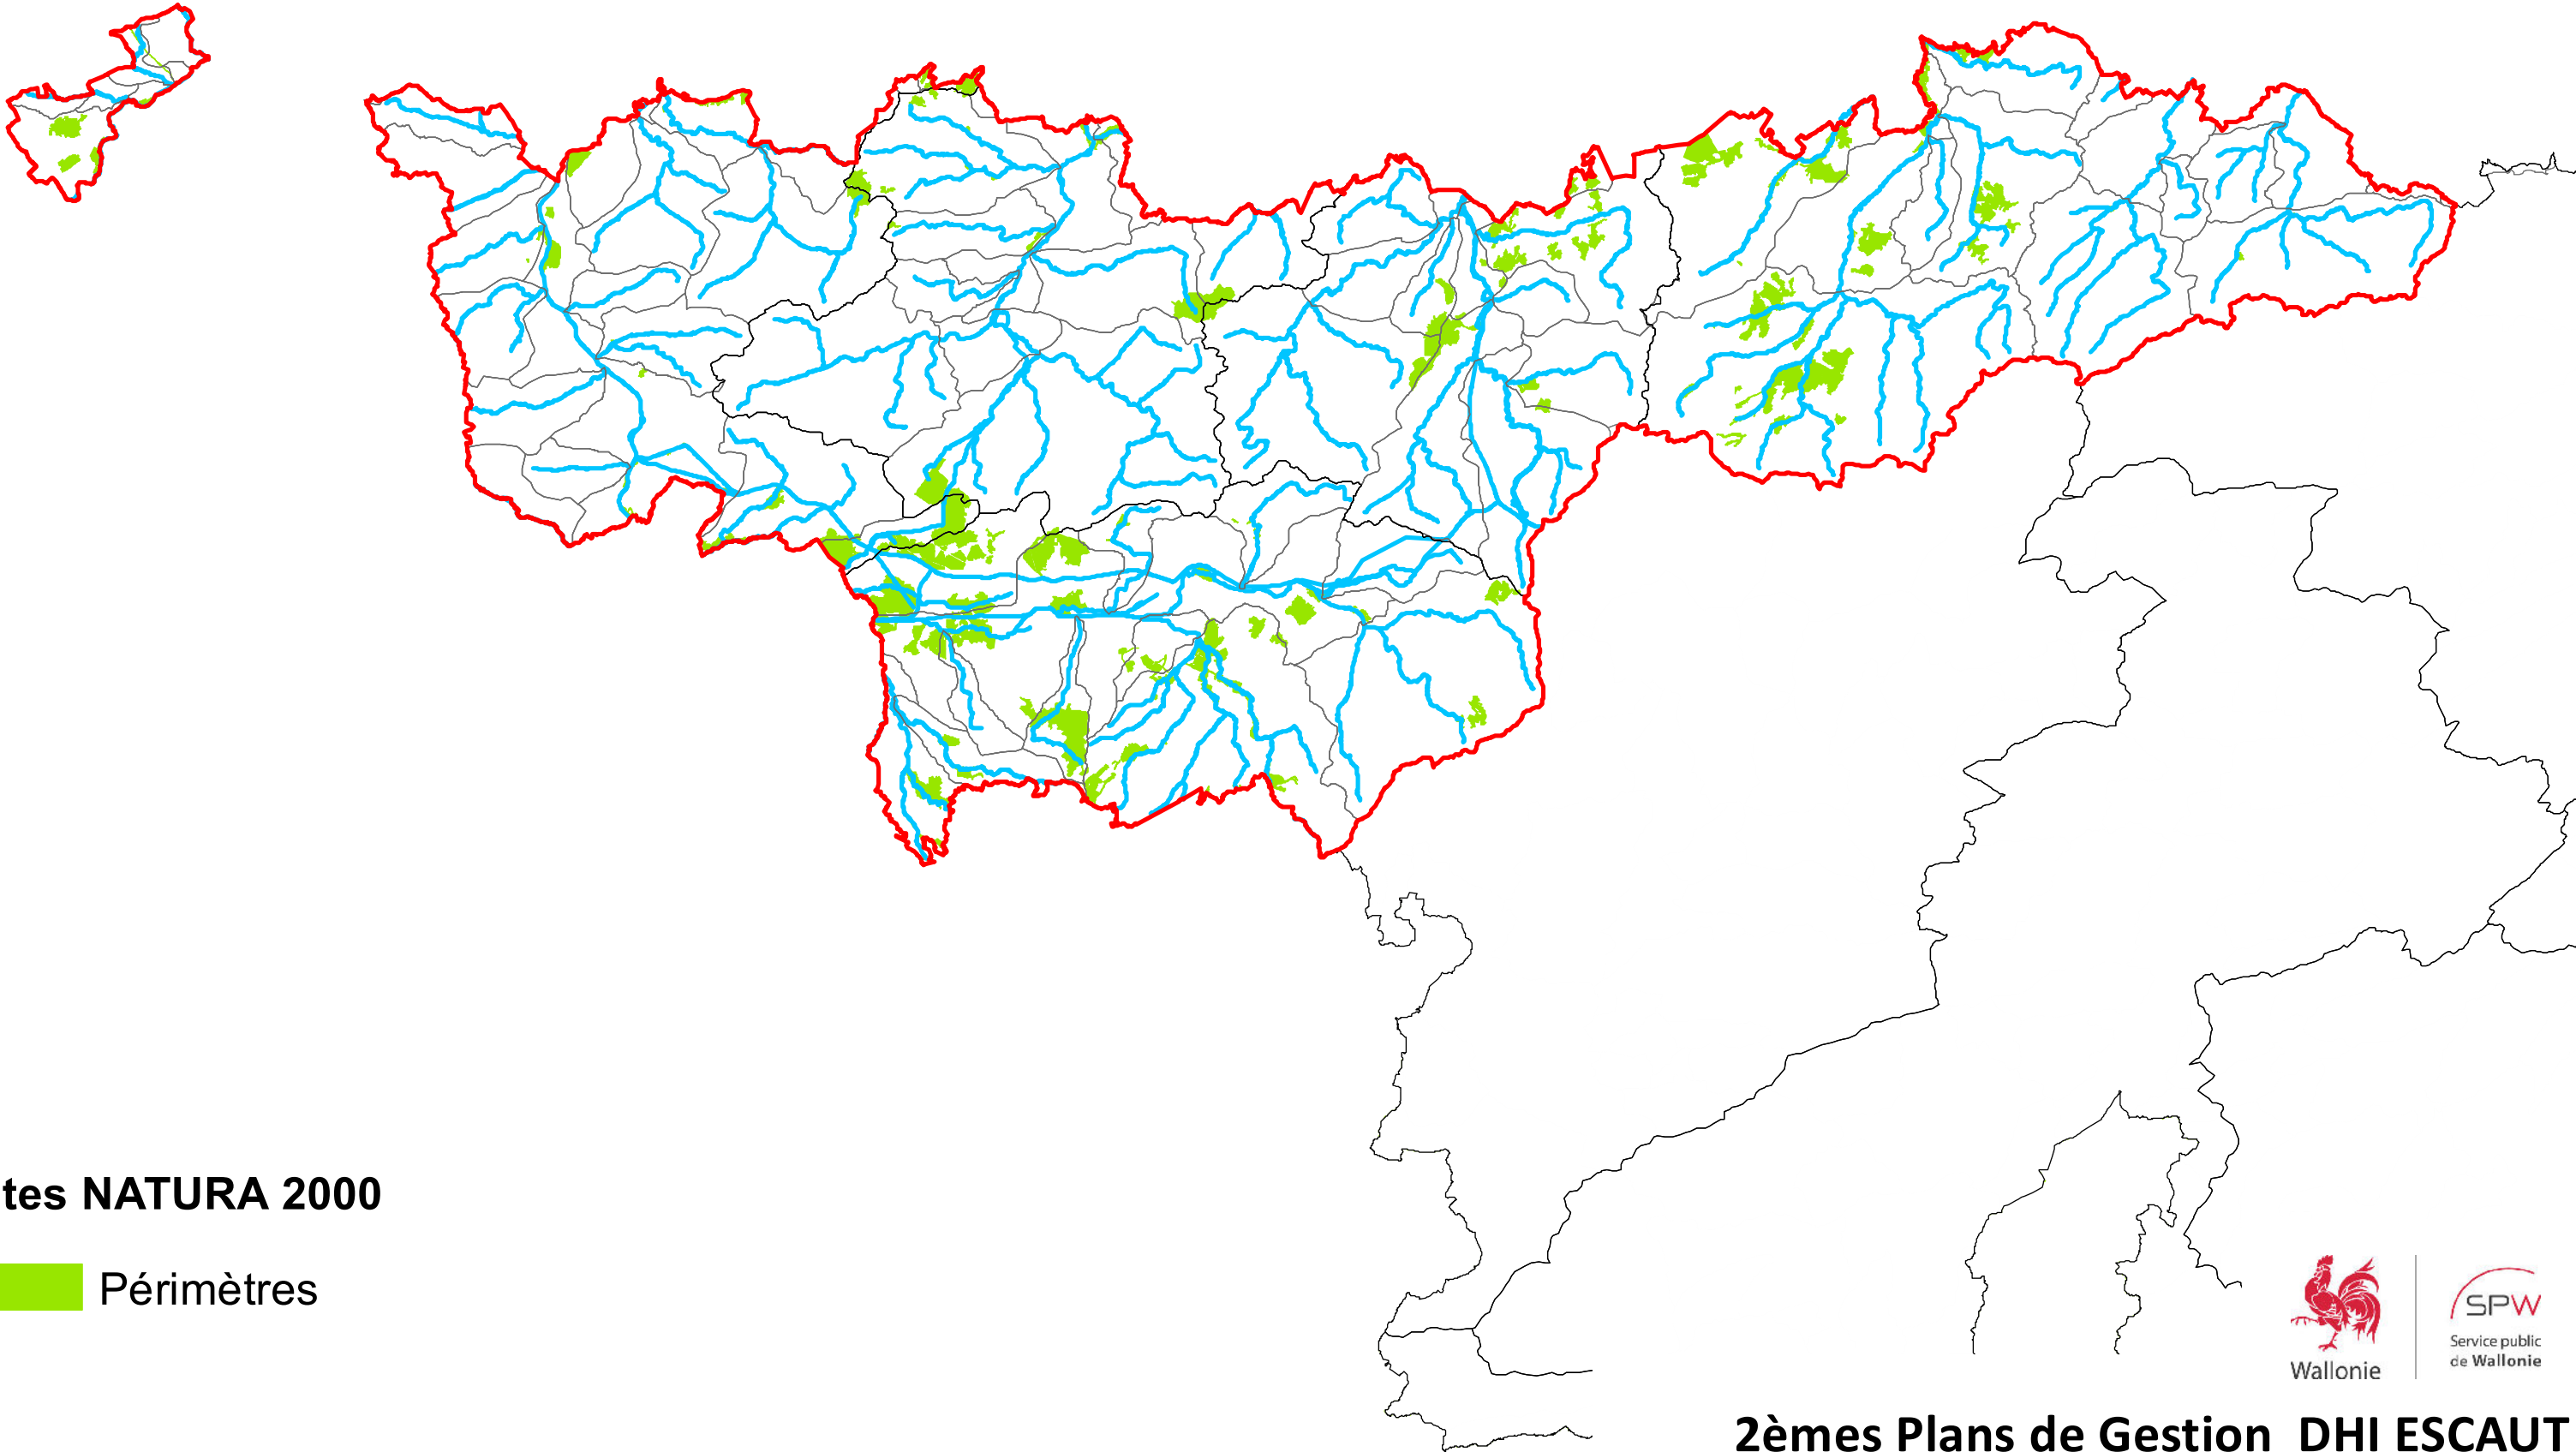 tes NATURA 2000
Périmètres
Wallonie
SPW
Service public
de Wallonie
2èmes Plans de Gestion DHI ESCAUT